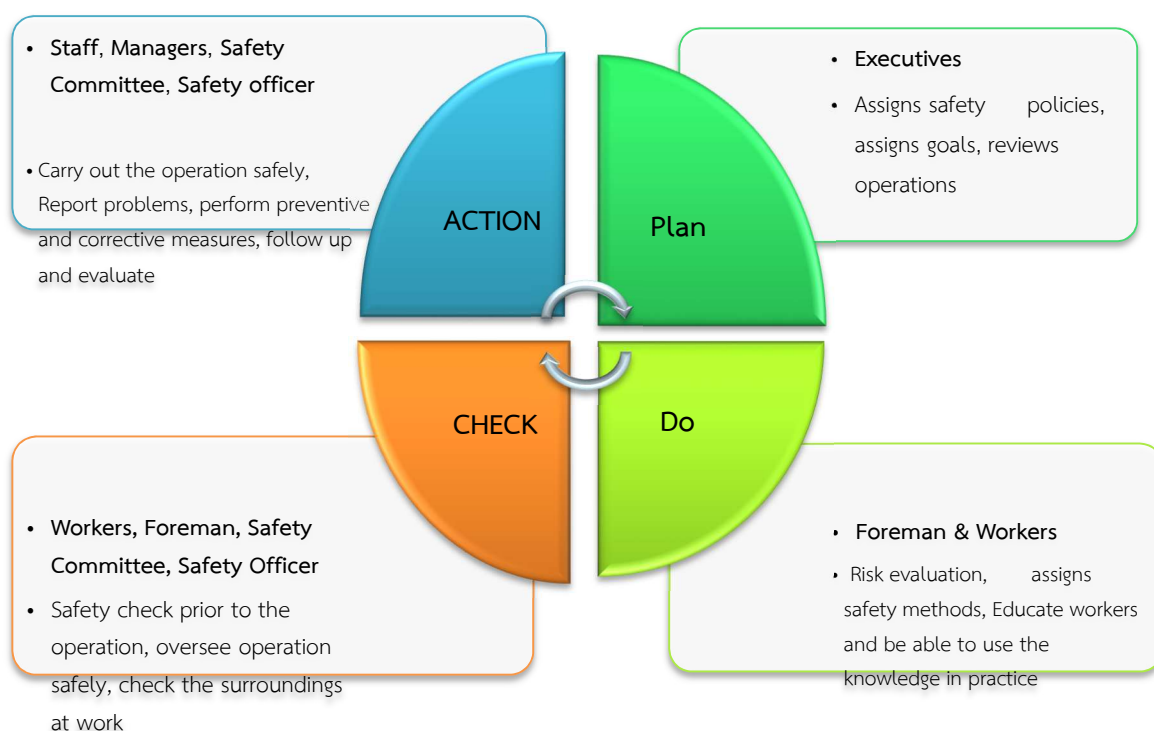 • Staff, Managers, Safety
Committee, Safety officer
• Carry out the operation safely,
Report problems, perform preventive
and corrective measures, follow up
and evaluate
ACTION
Plan
• Executives
• Assigns safety policies,
assigns goals, reviews
operations
CHECK
Do
• Workers, Foreman, Safety
Committee, Safety Officer
• Safety check prior to the
operation, oversee operation
safely, check the surroundings
at work
• Foreman & Workers
• Risk evaluation, assigns
safety methods, Educate workers
and be able to use the
knowledge in practice